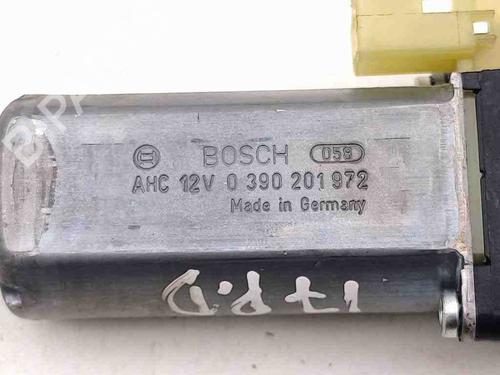 BOSCH 058
AHC 12V 0 390 201 972
Made in Germany